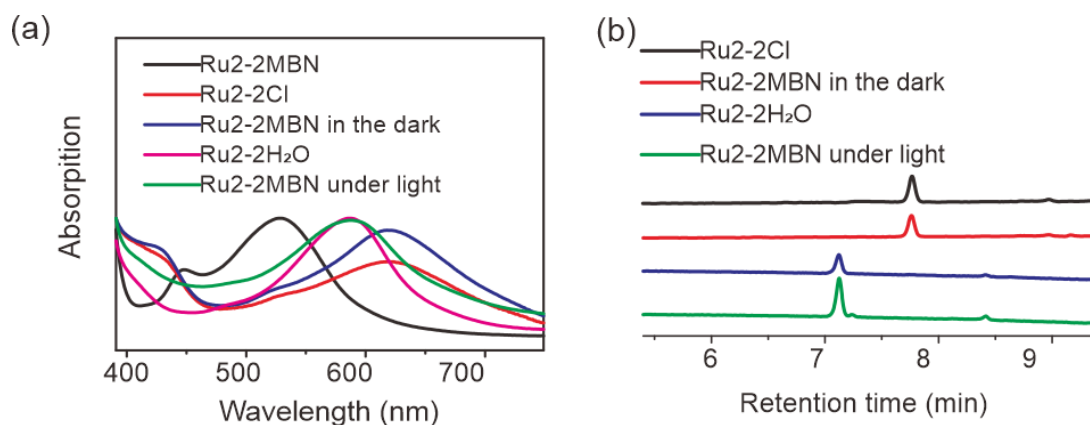 (a)
Ru2-2MBN
Ru2-2Cl
Ru2-2MBN in the dark
Ru2-2H₂O
Ru2-2MBN under light
Absorpition
400 500 600 700
Wavelength (nm)
(b)
Ru2-2Cl
Ru2-2MBN in the dark
Ru2-2H₂O
Ru2-2MBN under light
6 7 8 9
Retention time (min)